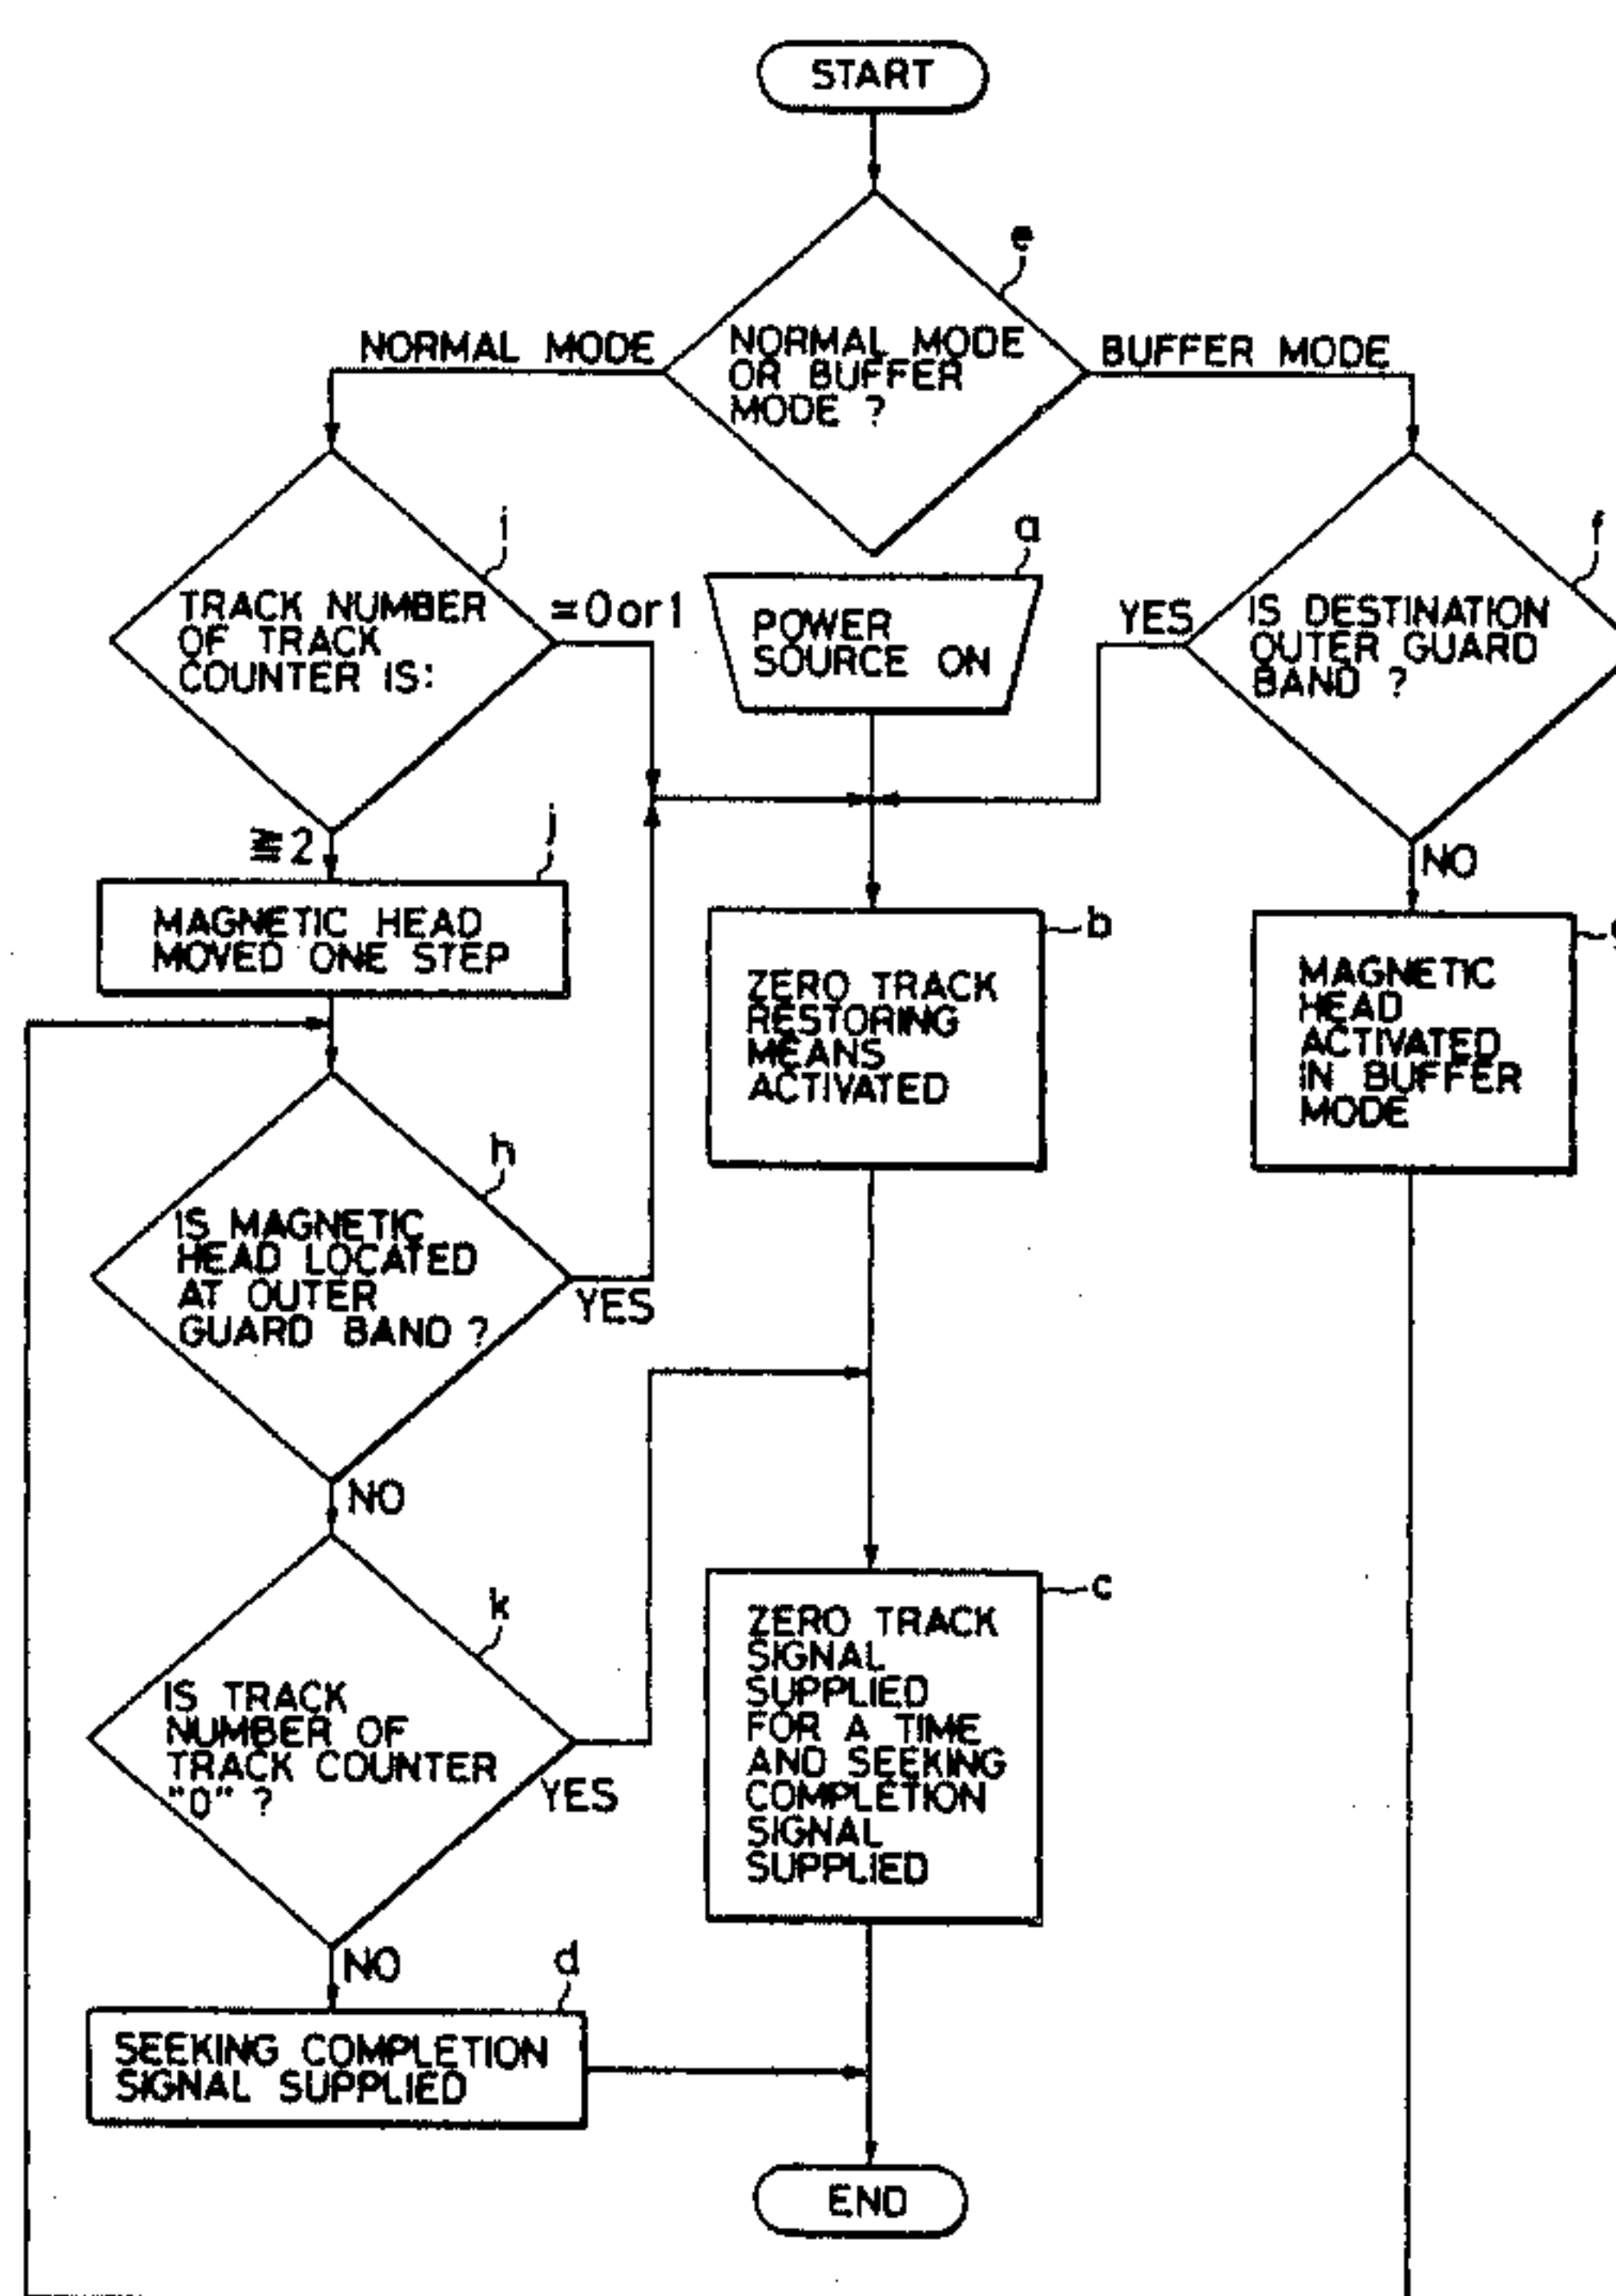 START
e
NORMAL MODE
NORMAL MODE
OR BUFFER
MODE ?
BUFFER MODE
i
TRACK NUMBER
OF TRACK
COUNTER IS:
=0or1
≧2
a
POWER
SOURCE ON
f
YES
IS DESTINATION
OUTER GUARD
BAND ?
NO
j
MAGNETIC HEAD
MOVED ONE STEP
b
ZERO TRACK
RESTORING
MEANS
ACTIVATED
MAGNETIC
HEAD
ACTIVATED
IN BUFFER
MODE
h
IS MAGNETIC
HEAD LOCATED
AT OUTER
GUARD BAND ?
YES
NO
k
IS TRACK
NUMBER OF
TRACK COUNTER
"0" ?
YES
NO
c
ZERO TRACK
SIGNAL
SUPPLIED
FOR A TIME
AND SEEKING
COMPLETION
SIGNAL
SUPPLIED
d
SEEKING COMPLETION
SIGNAL SUPPLIED
END